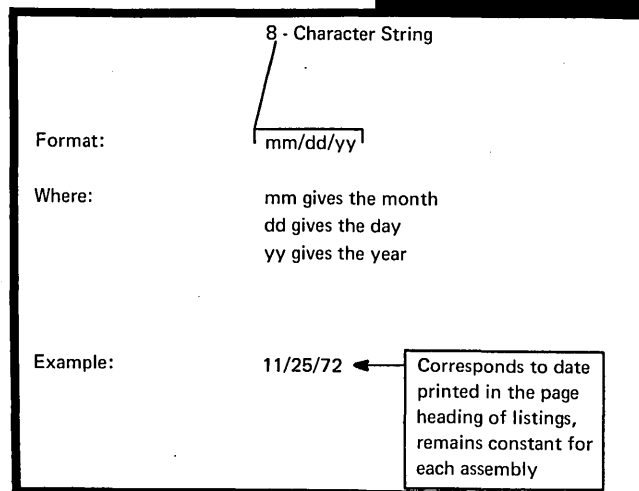 8 - Character String
Format: mm/dd/yy
Where: mm gives the month
dd gives the day
yy gives the year
Example: 11/25/72
Corresponds to date
printed in the page
heading of listings,
remains constant for
each assembly